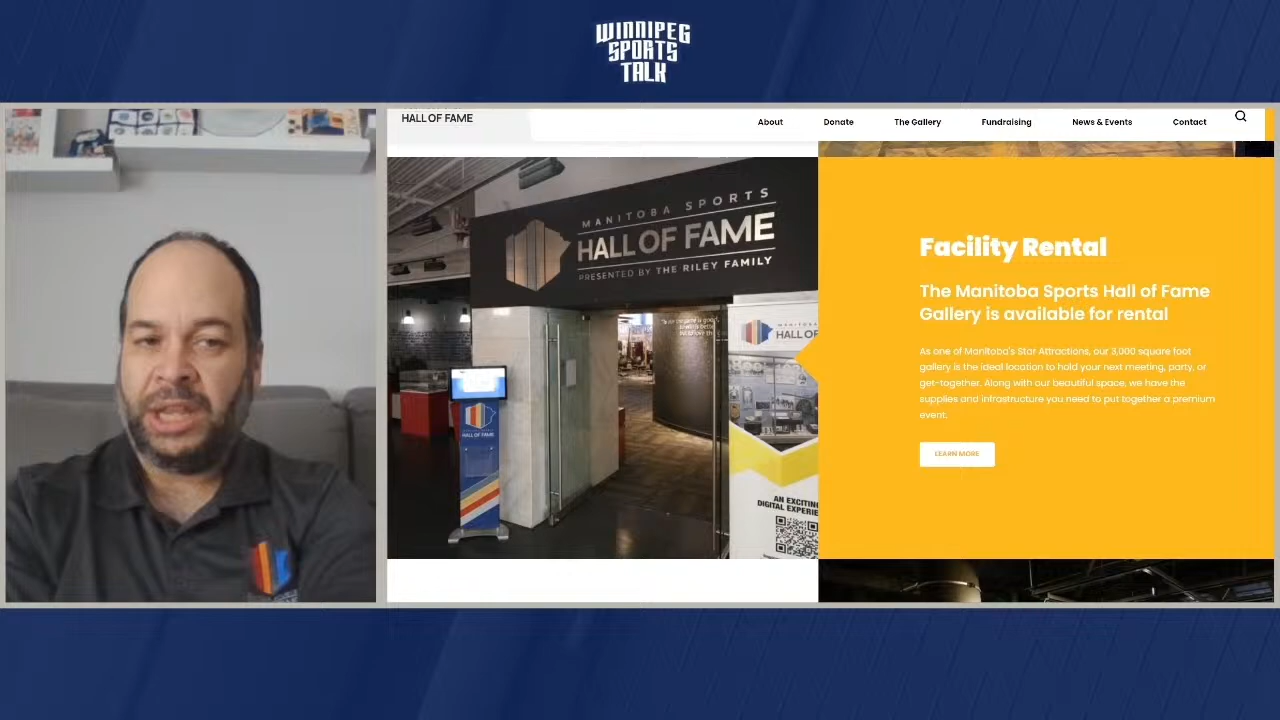 WINNIPEG
SPORTS
TALK
HALL OF FAME
About
Donate
The Gallery
Fundraising
News & Events
Contact
MANITOBA SPORTS
HALL OF FAME
PRESENTED BY THE RILEY FAMILY
HALL OF
HALL OF FAME
AN EXCITING
DIGITAL EXPERIE
Facility Rental
The Manitoba Sports Hall of Fame
Gallery is available for rental
As one of Manitoba's Star Attractions, our 3,000 square foot
gallery is the ideal location to hold your next meeting, party, or
get-together. Along with our beautiful space, we have the
supplies and infrastructure you need to put together a premium
event.
LEARN MORE